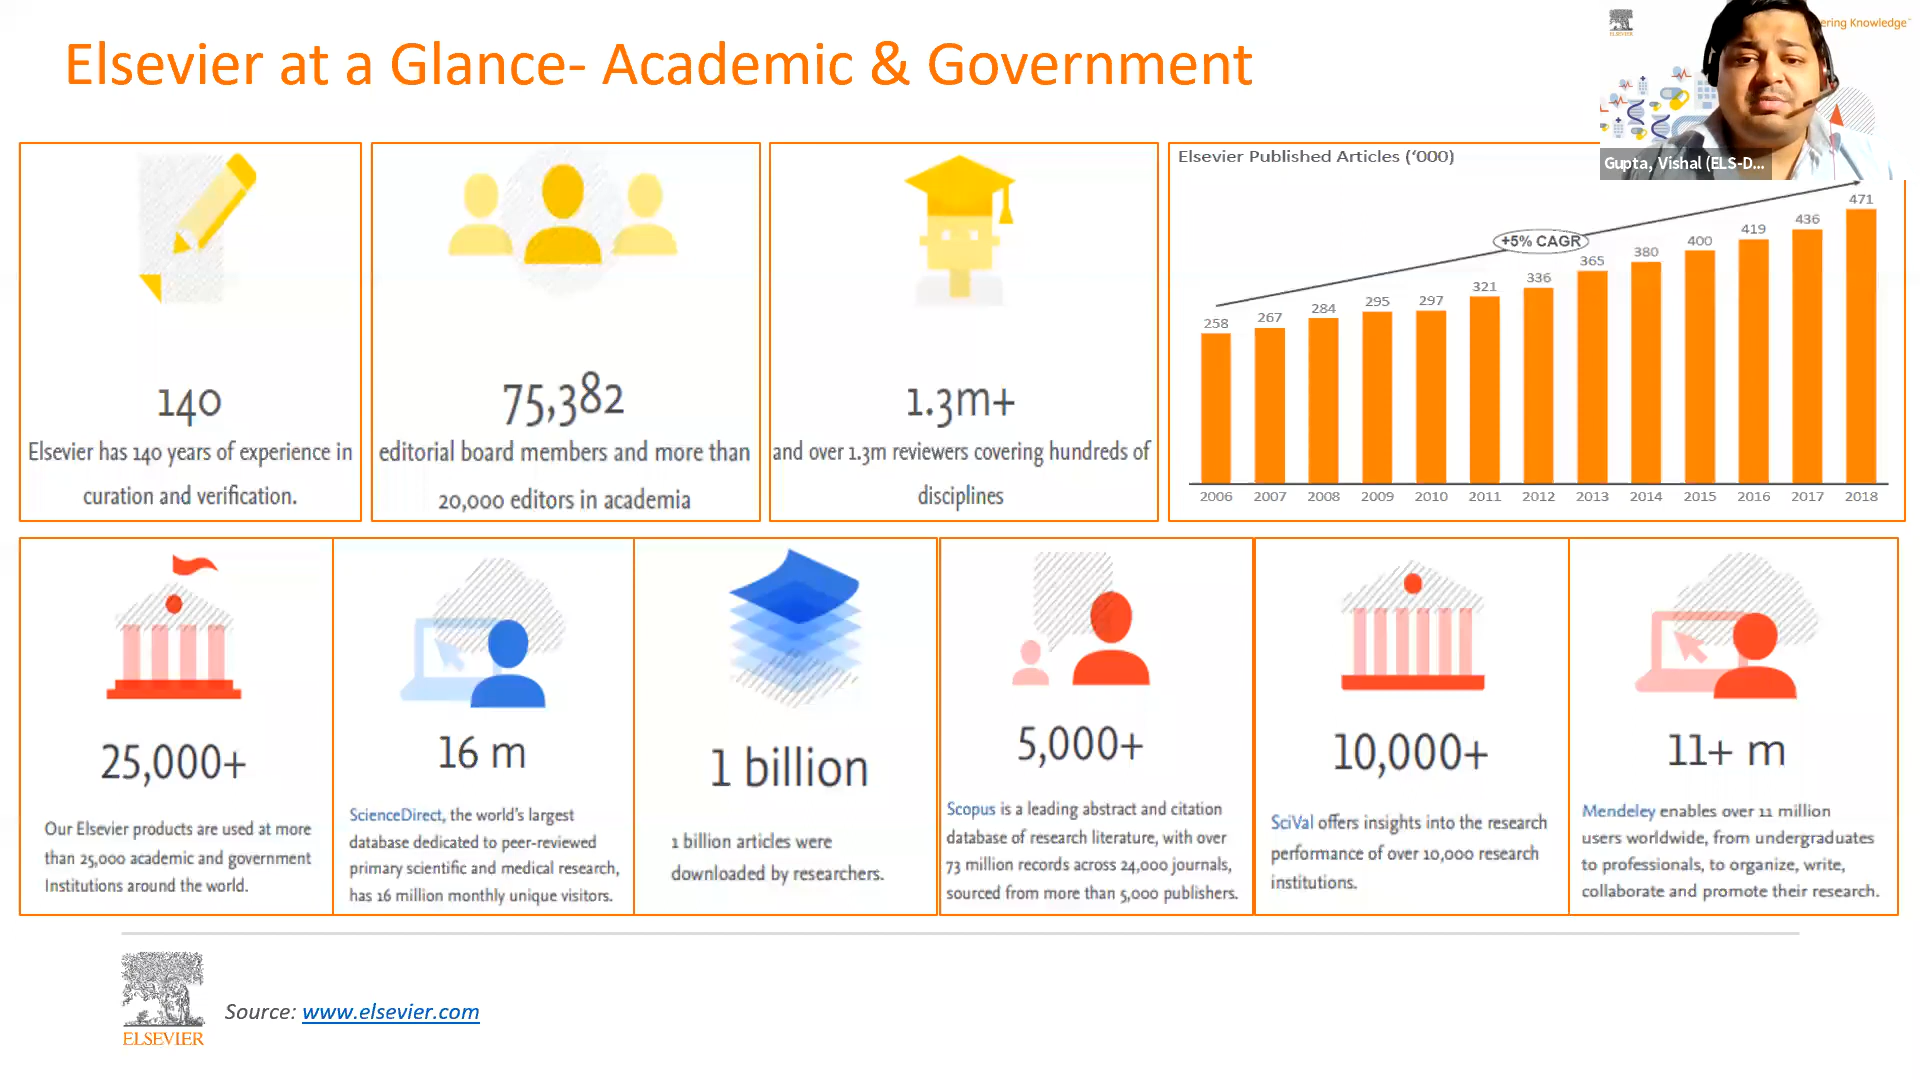 Elsevier at a Glance- Academic & Government
ELSEVIER
ering Knowledge
Gupta, Vishal (ELS-D...
140
Elsevier has 140 years of experience in
curation and verification.
75,382
editorial board members and more than
20,000 editors in academia
1.3m+
and over 1.3m reviewers covering hundreds of
disciplines
Elsevier Published Articles (‘000)
+5% CAGR
258 267 284 295 297 321 336 365 380 400 419 436 471
2006 2007 2008 2009 2010 2011 2012 2013 2014 2015 2016 2017 2018
25,000+
Our Elsevier products are used at more
than 25,000 academic and government
Institutions around the world.
16 m
ScienceDirect, the world's largest
database dedicated to peer-reviewed
primary scientific and medical research,
has 16 million monthly unique visitors.
1 billion
1 billion articles were
downloaded by researchers.
5,000+
Scopus is a leading abstract and citation
database of research literature, with over
73 million records across 24,000 journals,
sourced from more than 5,000 publishers.
10,000+
SciVal offers insights into the research
performance of over 10,000 research
institutions.
11+ m
Mendeley enables over 11 million
users worldwide, from undergraduates
to professionals, to organize, write,
collaborate and promote their research.
ELSEVIER
Source: www.elsevier.com